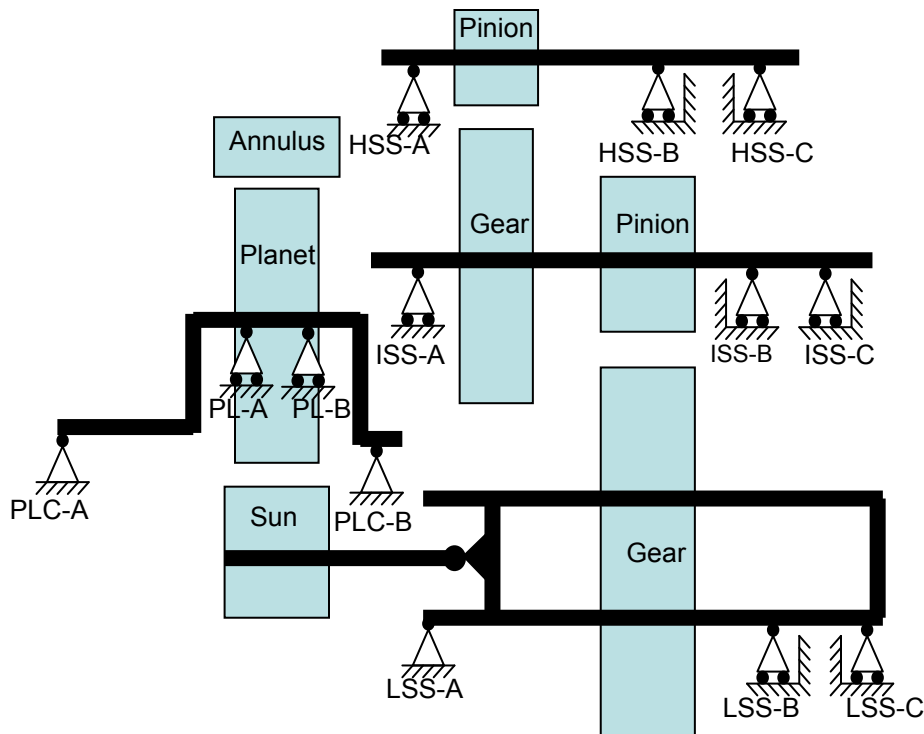 Pinion
HSS-A
HSS-B
HSS-C
Annulus
Gear
Pinion
Planet
ISS-A
ISS-B
ISS-C
PL-A
PL-B
PLC-A
PLC-B
Sun
Gear
LSS-A
LSS-B
LSS-C